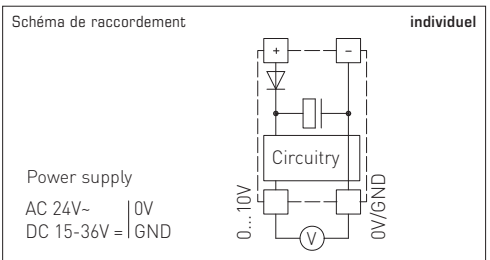 Schéma de raccordement
individuel
+ −
Circuitry
Power supply
AC 24V~ | 0V
DC 15-36V = | GND
0...10V
0V/GND
V